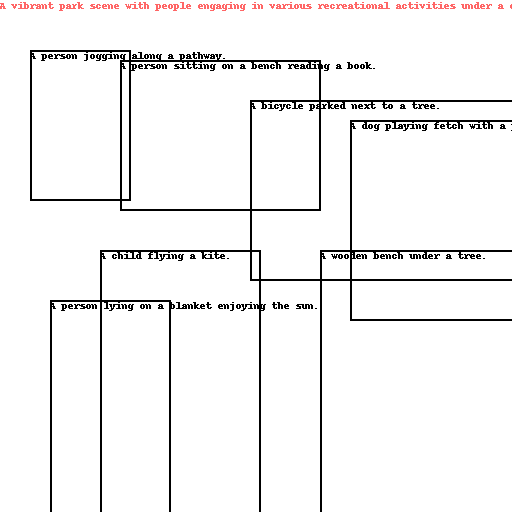 A vibrant park scene with people engaging in various recreational activities under a
A person jogging along a pathway.
A person sitting on a bench reading a book.
A bicycle parked next to a tree.
A dog playing fetch with a
A child flying a kite.
A wooden bench under a tree.
A person lying on a blanket enjoying the sun.